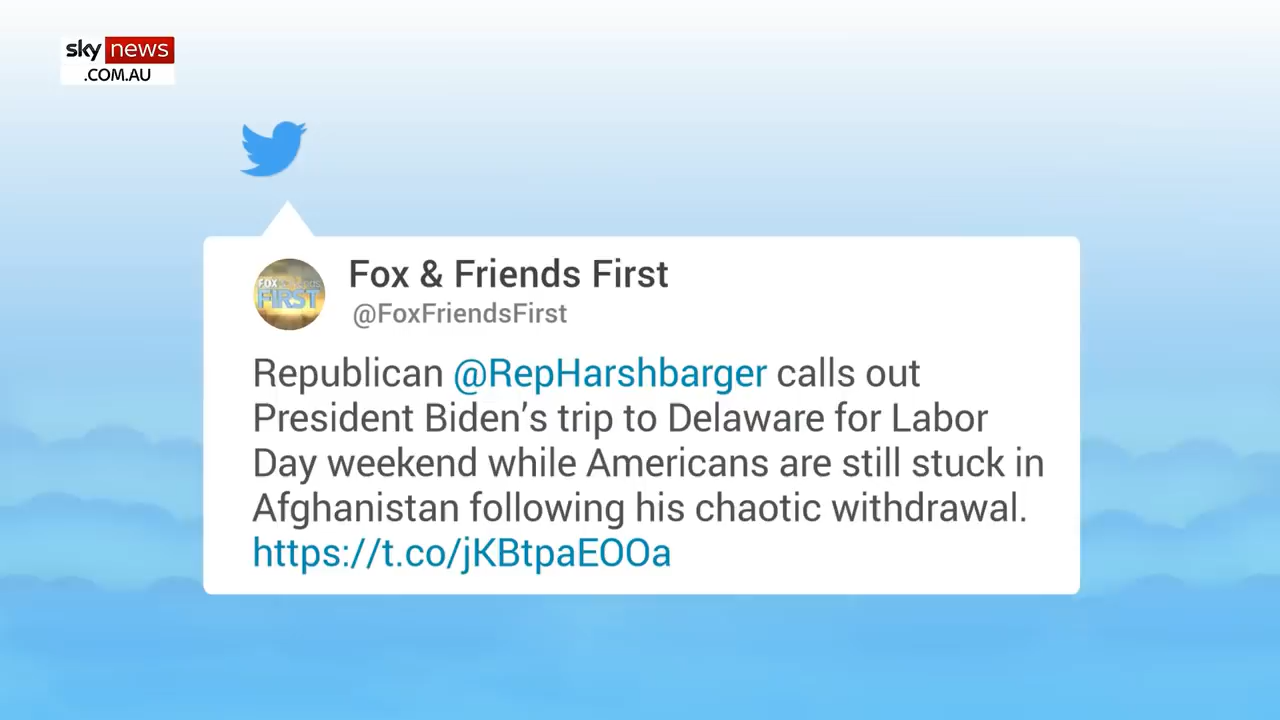 sky news
.COM.AU
Fox & Friends First
FIRST
@FoxFriendsFirst
Republican @RepHarshbarger calls out
President Biden’s trip to Delaware for Labor
Day weekend while Americans are still stuck in
Afghanistan following his chaotic withdrawal.
https://t.co/jKBtpaEOOa